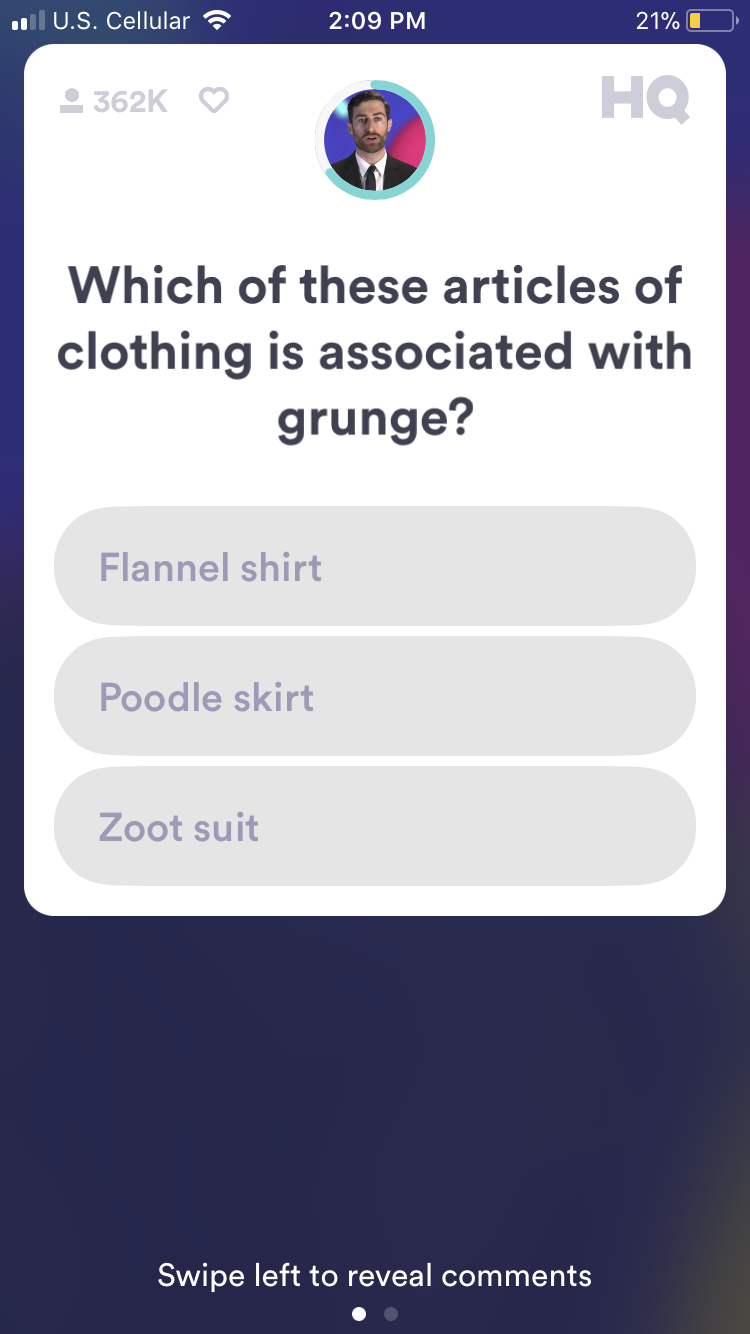 U.S. Cellular 2:09 PM 21%
362K HQ
Which of these articles of
clothing is associated with
grunge?
Flannel shirt
Poodle skirt
Zoot suit
Swipe left to reveal comments